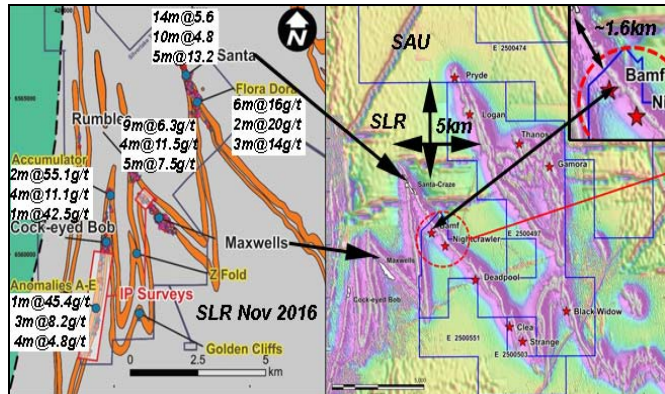 14m@5.6
10m@4.8
5m@13.2
Santa
N
Flora Dora
6m@16g/t
2m@20g/t
3m@14g/t
Rumble
9m@6.3g/t
4m@11.5g/t
5m@7.5g/t
Accumulator
2m@55.1g/t
4m@11.1g/t
1m@42.5g/t
Cock-eyed Bob
Maxwells
Z Fold
Anomalies A-E
1m@45.4g/t
3m@8.2g/t
4m@4.8g/t
IP Surveys
SLR Nov 2016
Golden Cliffs
0 2.5 5
km
SAU
E 2500474
Pryde
SLR
5km
Logan
Thanos
Gamora
Santa-Craze
Bamf
Nightcrawler
E 2500497
Maxwells
Cock-eyed Bob
Deadpool
Black Widow
Clea
Strange
E 2500551
E 2500503
~1.6km
Bamf
Ni